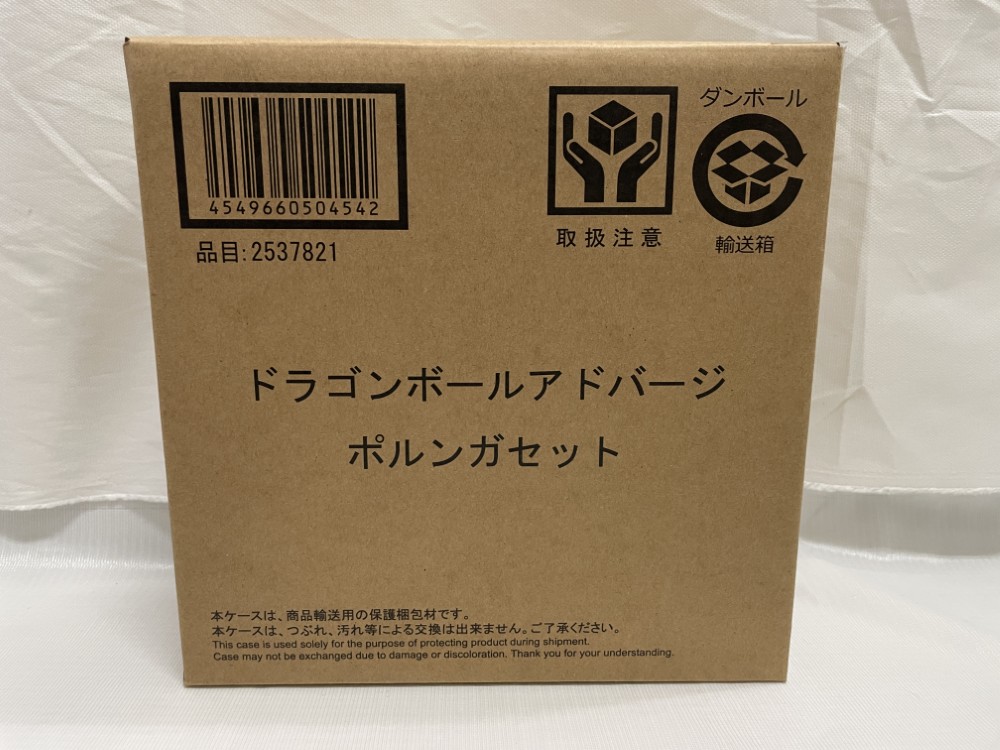 4549660504542
品目:2537821
取扱注意
ダンボール
輸送箱
ドラゴンボールアドバージ
ポルンガセット
本ケースは、商品輸送用の保護梱包材です。
本ケースは、つぶれ、汚れ等による交換は出来ません。ご了承ください。
This case is used solely for the purpose of protecting product during shipment.
Case may not be exchanged due to damage or discoloration. Thank you for your understanding.